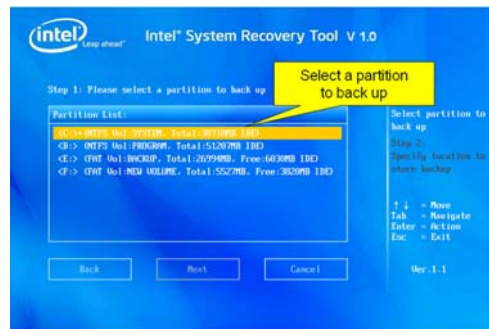 intel
Leap ahead™
Intel® System Recovery Tool V 1.0
Select a partition
to back up
Step 1: Please select a partition to back up
Partition List:
<C:>* (NTFS Vol:SYSTEM, Total:30718MB IDE)
<D:> (NTFS Vol:PROGRAM, Total:51207MB IDE)
<E:> (FAT Vol:BACKUP, Total:26994MB, Free:6030MB IDE)
<F:> (FAT Vol:NEW VOLUME, Total:5527MB, Free:3820MB IDE)
Select partition to
back up
Step 2:
Specify location to
store backup
↑ ↓ = Move
Tab = Navigate
Enter = Action
Esc = Exit
Back
Next
Cancel
Ver.1.1